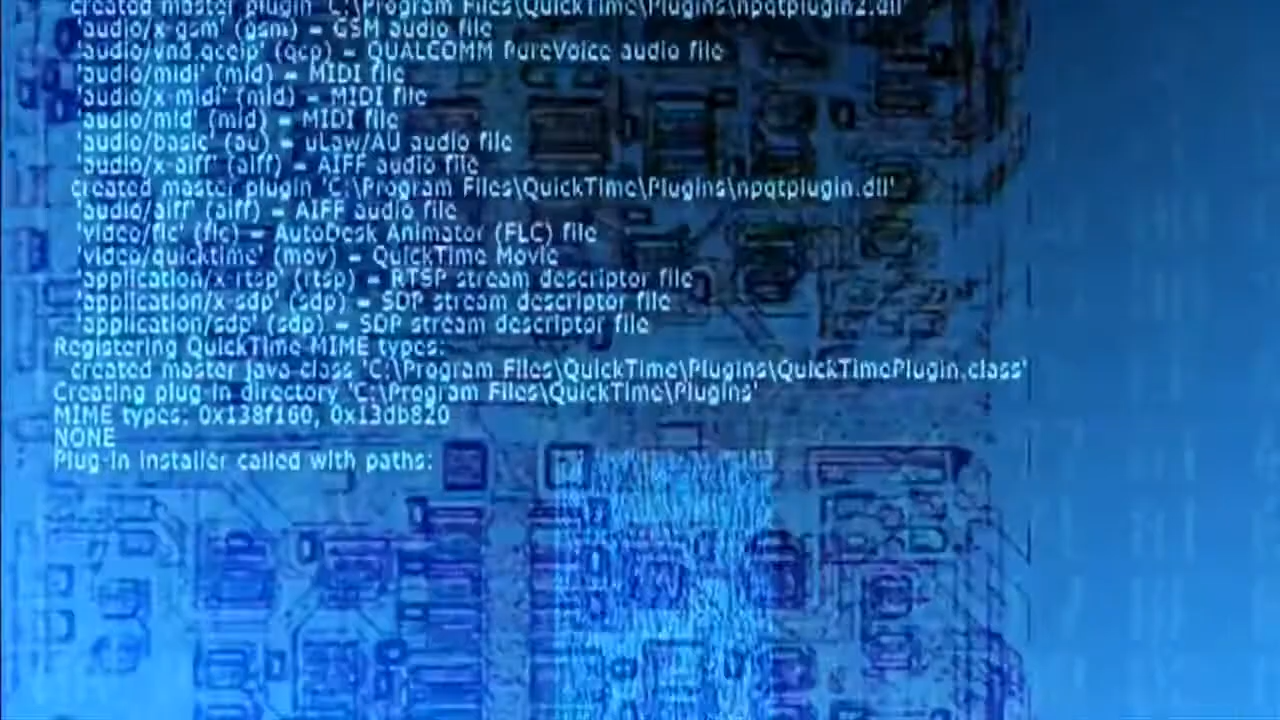 created master plugin 'C:\Program Files\QuickTime\Plugins\npqtplugin2.dll'
'audio/x-gsm' (gsm) = GSM audio file
'audio/vnd.qcelp' (qcp) = QUALCOMM PureVoice audio file
'audio/midi' (mid) = MIDI file
'audio/x-midi' (mid) = MIDI file
'audio/mid' (mid) = MIDI file
'audio/basic' (au) = uLaw/AU audio file
'audio/x-aiff' (aiff) = AIFF audio file
created master plugin 'C:\Program Files\QuickTime\Plugins\npqtplugin.dll'
'audio/aiff' (aiff) = AIFF audio file
'video/flc' (flc) = AutoDesk Animator (FLC) file
'video/quicktime' (mov) = QuickTime Movie
'application/x-rtsp' (rtsp) = RTSP stream descriptor file
'application/x-sdp' (sdp) = SDP stream descriptor file
'application/sdp' (sdp) = SDP stream descriptor file
Registering QuickTime MIME types:
created master java class 'C:\Program Files\QuickTime\Plugins\QuickTimePlugin.class'
Creating plug-in directory 'C:\Program Files\QuickTime\Plugins'
MIME types: 0x138f160, 0x13db820
NONE
Plug-in installer called with paths: